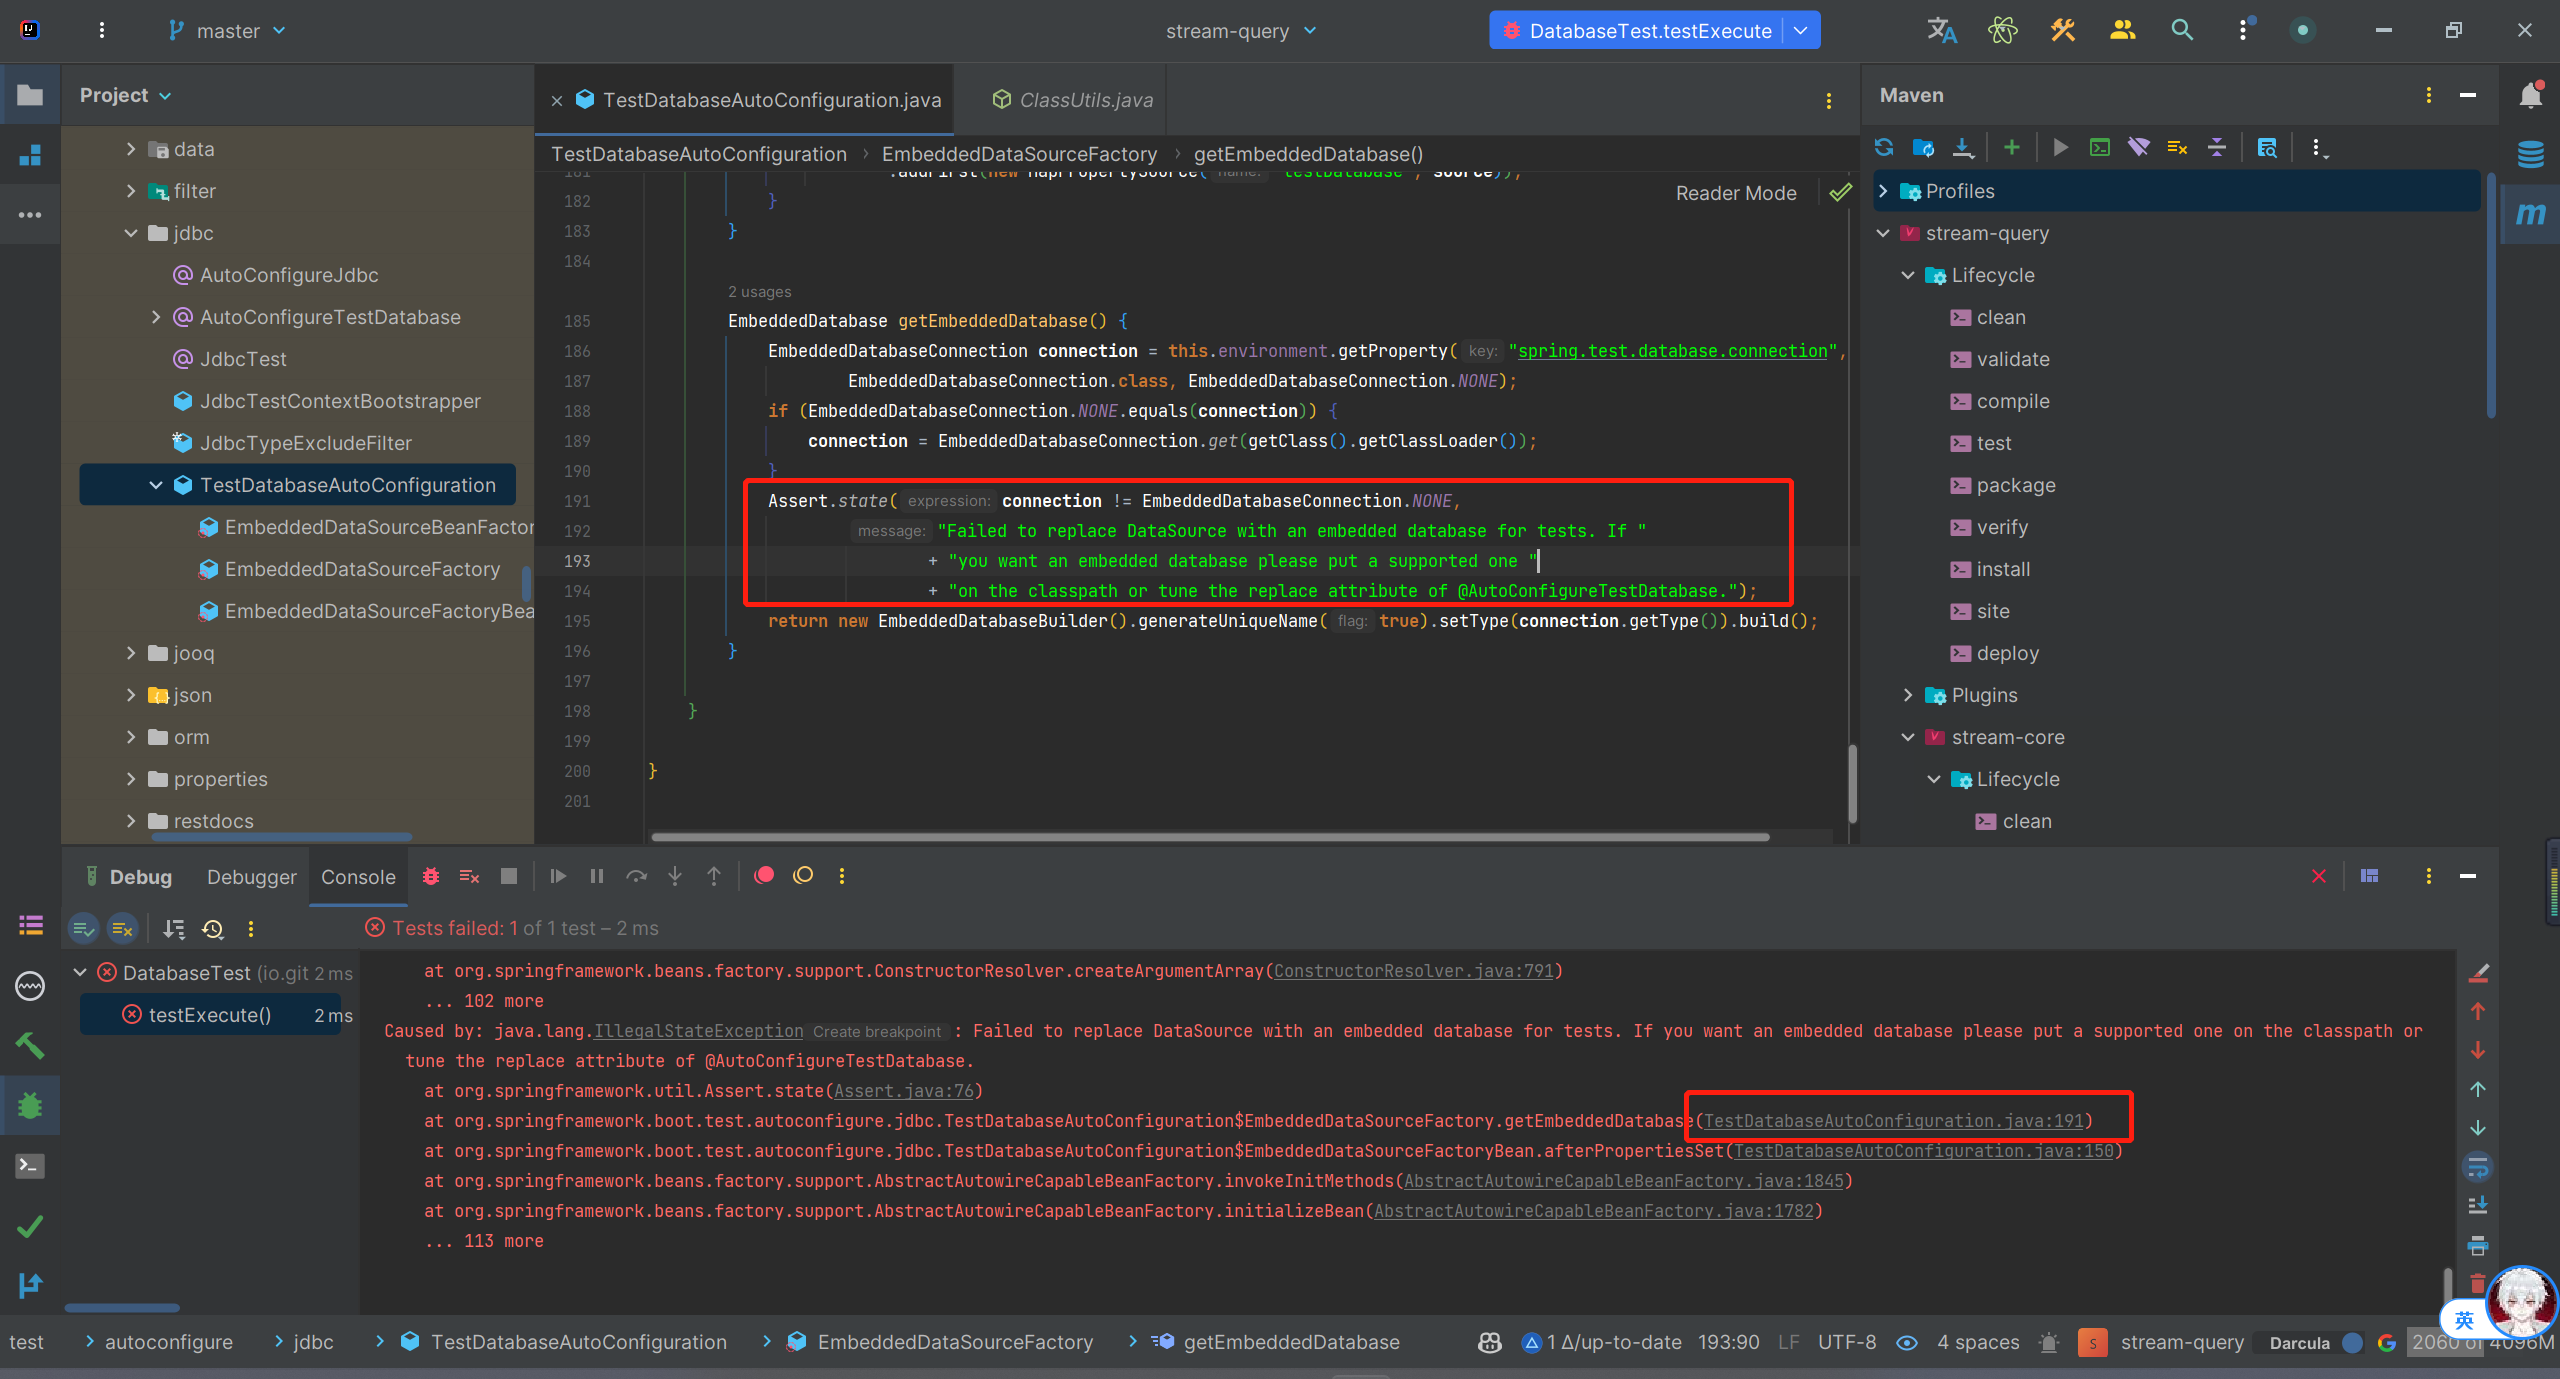 master
stream-query
DatabaseTest.testExecute
Project
data
filter
jdbc
AutoConfigureJdbc
AutoConfigureTestDatabase
JdbcTest
JdbcTestContextBootstrapper
JdbcTypeExcludeFilter
TestDatabaseAutoConfiguration
EmbeddedDataSourceBeanFactor
EmbeddedDataSourceFactory
EmbeddedDataSourceFactoryBea
jooq
json
orm
properties
restdocs
TestDatabaseAutoConfiguration.java
ClassUtils.java
TestDatabaseAutoConfiguration › EmbeddedDataSourceFactory › getEmbeddedDatabase()
Reader Mode
182 }
183 }
184
2 usages
185 EmbeddedDatabase getEmbeddedDatabase() {
186 EmbeddedDatabaseConnection connection = this.environment.getProperty( key: "spring.test.database.connection",
187 EmbeddedDatabaseConnection.class, EmbeddedDatabaseConnection.NONE);
188 if (EmbeddedDatabaseConnection.NONE.equals(connection)) {
189 connection = EmbeddedDatabaseConnection.get(getClass().getClassLoader());
190 }
191 Assert.state( expression: connection != EmbeddedDatabaseConnection.NONE,
192 message: "Failed to replace DataSource with an embedded database for tests. If "
193 + "you want an embedded database please put a supported one "
194 + "on the classpath or tune the replace attribute of @AutoConfigureTestDatabase.");
195 return new EmbeddedDatabaseBuilder().generateUniqueName( flag: true).setType(connection.getType()).build();
196 }
197
198 }
199
200 }
201
Maven
Profiles
stream-query
Lifecycle
clean
validate
compile
test
package
verify
install
site
deploy
Plugins
stream-core
Lifecycle
clean
Debug
Debugger
Console
Tests failed: 1 of 1 test – 2 ms
DatabaseTest (io.git 2 ms
testExecute() 2 ms
at org.springframework.beans.factory.support.ConstructorResolver.createArgumentArray(ConstructorResolver.java:791)
... 102 more
Caused by: java.lang.IllegalStateException Create breakpoint : Failed to replace DataSource with an embedded database for tests. If you want an embedded database please put a supported one on the classpath or
tune the replace attribute of @AutoConfigureTestDatabase.
at org.springframework.util.Assert.state(Assert.java:76)
at org.springframework.boot.test.autoconfigure.jdbc.TestDatabaseAutoConfiguration$EmbeddedDataSourceFactory.getEmbeddedDatabase(TestDatabaseAutoConfiguration.java:191)
at org.springframework.boot.test.autoconfigure.jdbc.TestDatabaseAutoConfiguration$EmbeddedDataSourceFactoryBean.afterPropertiesSet(TestDatabaseAutoConfiguration.java:150)
at org.springframework.beans.factory.support.AbstractAutowireCapableBeanFactory.invokeInitMethods(AbstractAutowireCapableBeanFactory.java:1845)
at org.springframework.beans.factory.support.AbstractAutowireCapableBeanFactory.initializeBean(AbstractAutowireCapableBeanFactory.java:1782)
... 113 more
英
test › autoconfigure › jdbc › TestDatabaseAutoConfiguration › EmbeddedDataSourceFactory › getEmbeddedDatabase
1 Δ/up-to-date 193:90 LF UTF-8 4 spaces stream-query Darcula 2060 of 4096M